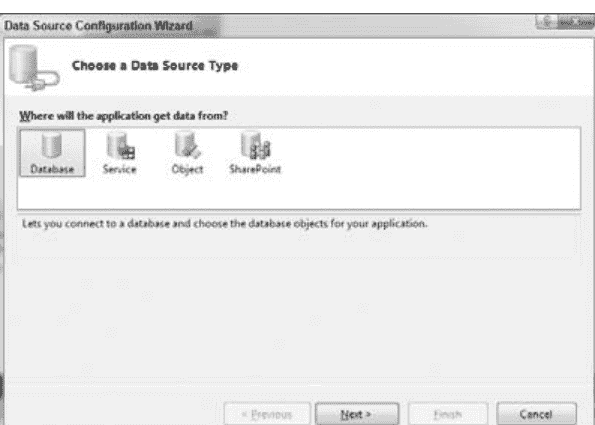 Data Source Configuration Wizard
Choose a Data Source Type
Where will the application get data from?
Database Service Object SharePoint
Lets you connect to a database and choose the database objects for your application.
< Previous Next > Finish Cancel